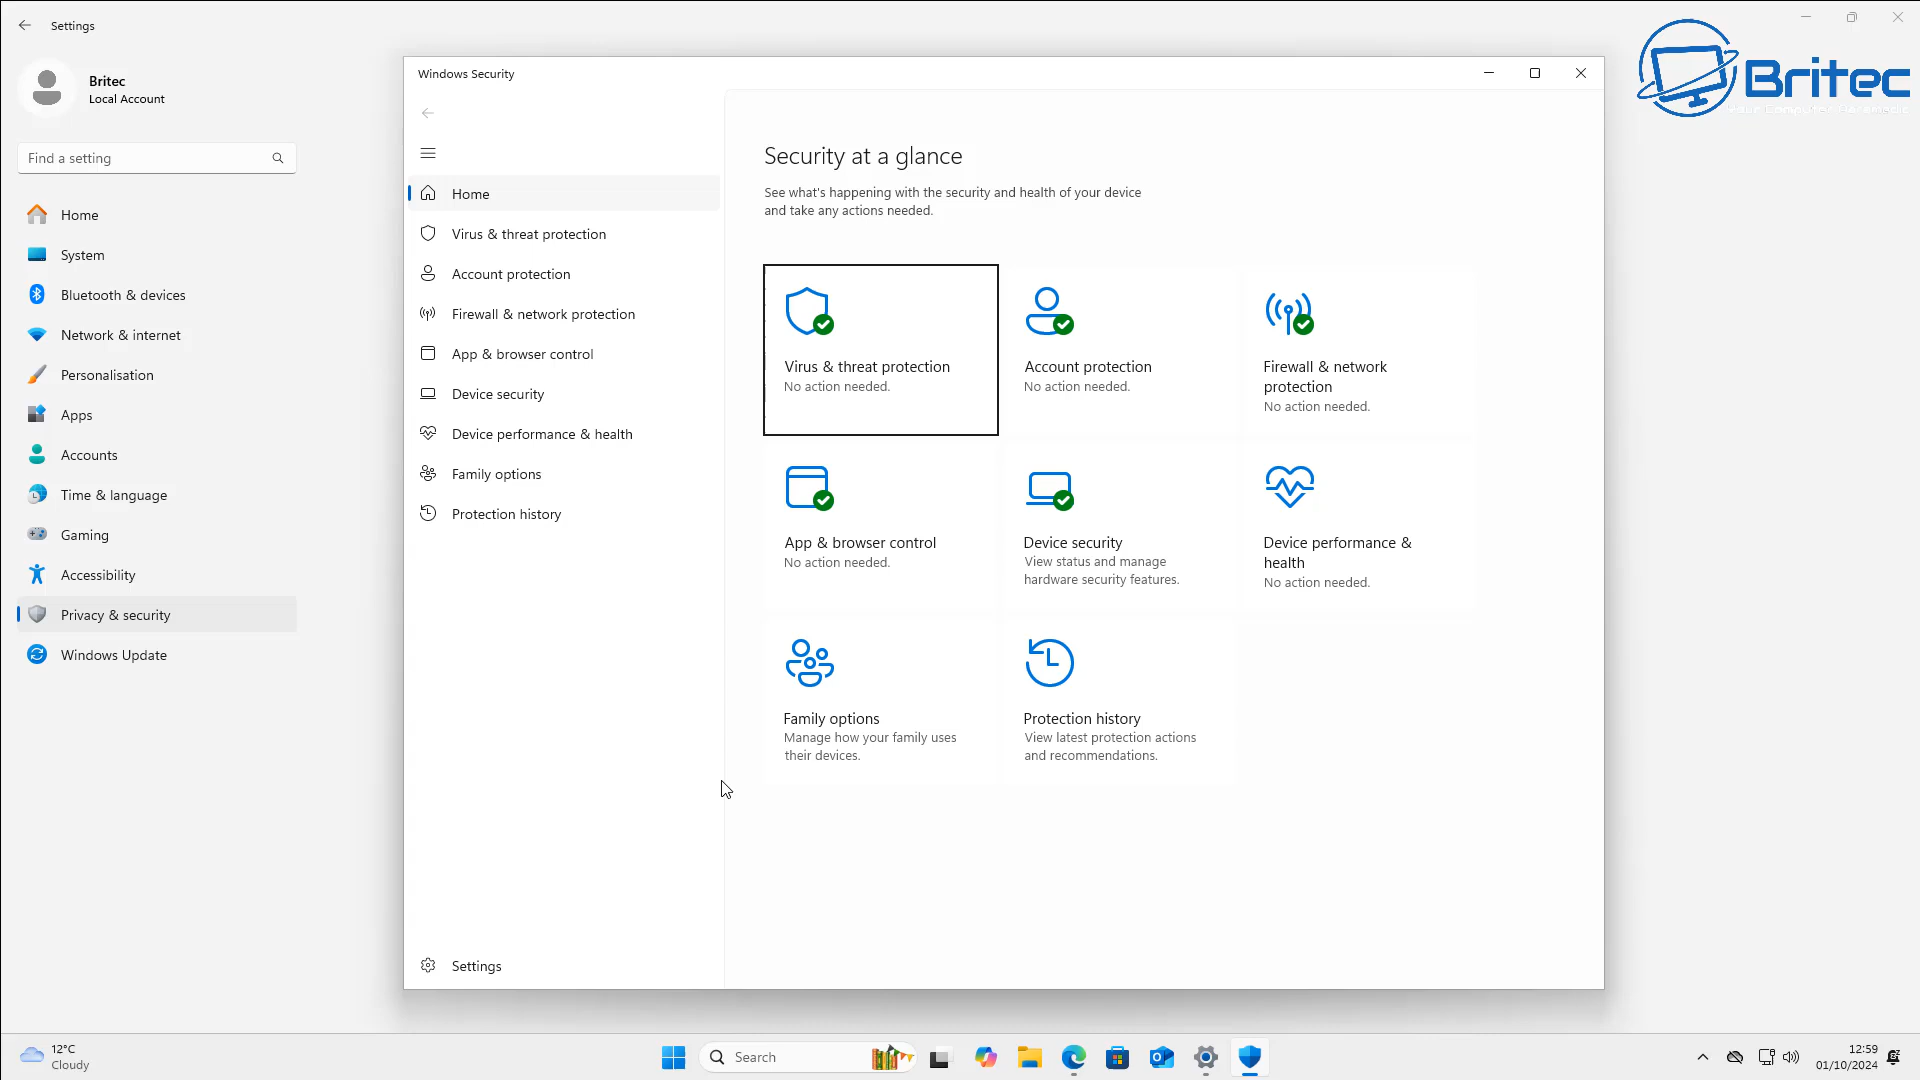 Settings
Britec
Local Account
Find a setting
Home
System
Bluetooth & devices
Network & internet
Personalisation
Apps
Accounts
Time & language
Gaming
Accessibility
Privacy & security
Windows Update
Windows Security
Home
Virus & threat protection
Account protection
Firewall & network protection
App & browser control
Device security
Device performance & health
Family options
Protection history
Settings
Security at a glance
See what's happening with the security and health of your device
and take any actions needed.
Virus & threat protection
No action needed.
Account protection
No action needed.
Firewall & network
protection
No action needed.
App & browser control
No action needed.
Device security
View status and manage
hardware security features.
Device performance &
health
No action needed.
Family options
Manage how your family uses
their devices.
Protection history
View latest protection actions
and recommendations.
Britec
12°C
Cloudy
Search
12:59
01/10/2024